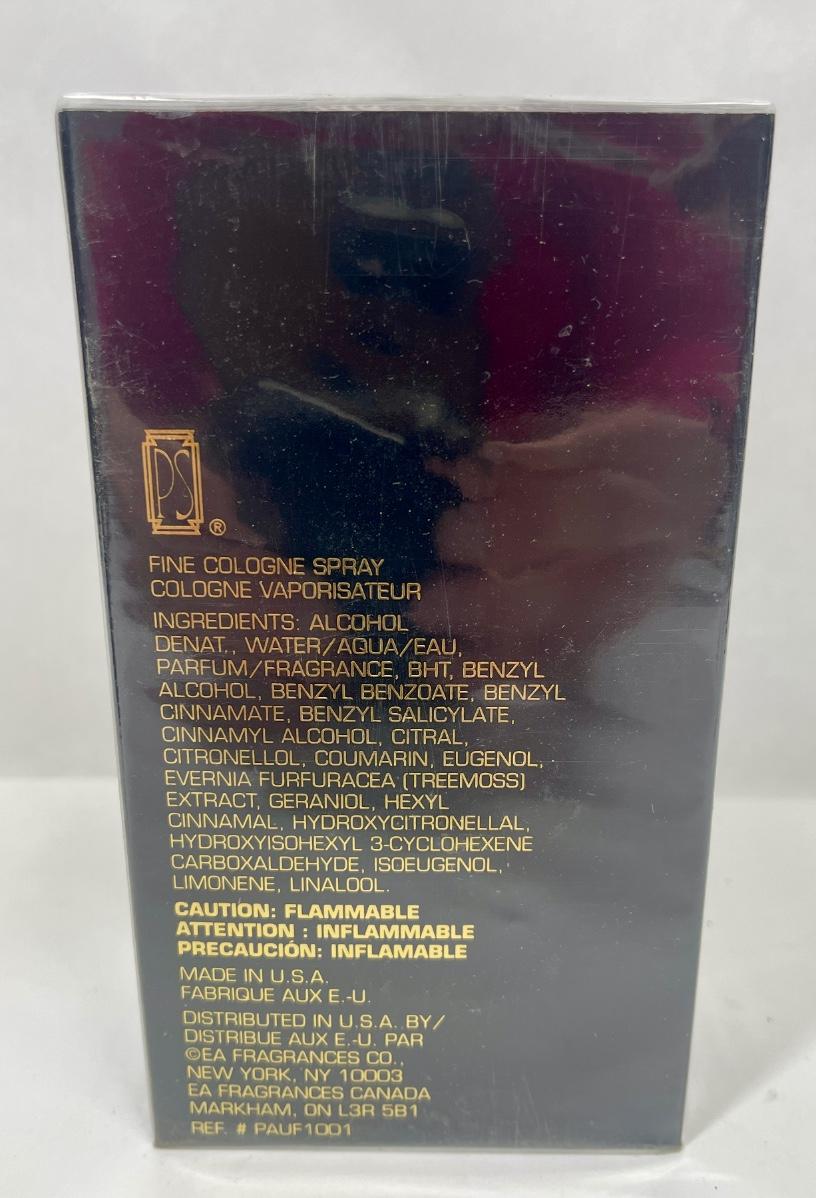 PS
®
FINE COLOGNE SPRAY
COLOGNE VAPORISATEUR
INGREDIENTS: ALCOHOL
DENAT., WATER/AQUA/EAU,
PARFUM/FRAGRANCE, BHT, BENZYL
ALCOHOL, BENZYL BENZOATE, BENZYL
CINNAMATE, BENZYL SALICYLATE,
CINNAMYL ALCOHOL, CITRAL,
CITRONELLOL, COUMARIN, EUGENOL,
EVERNIA FURFURACEA (TREEMOSS)
EXTRACT, GERANIOL, HEXYL
CINNAMAL, HYDROXYCITRONELLAL,
HYDROXYISOHEXYL 3-CYCLOHEXENE
CARBOXALDEHYDE, ISOEUGENOL,
LIMONENE, LINALOOL.
CAUTION: FLAMMABLE
ATTENTION : INFLAMMABLE
PRECAUCIÓN: INFLAMABLE
MADE IN U.S.A.
FABRIQUE AUX E.-U.
DISTRIBUTED IN U.S.A. BY/
DISTRIBUE AUX E.-U. PAR
©EA FRAGRANCES CO.,
NEW YORK, NY 10003
EA FRAGRANCES CANADA
MARKHAM, ON L3R 5B1
REF. # PAUF1001